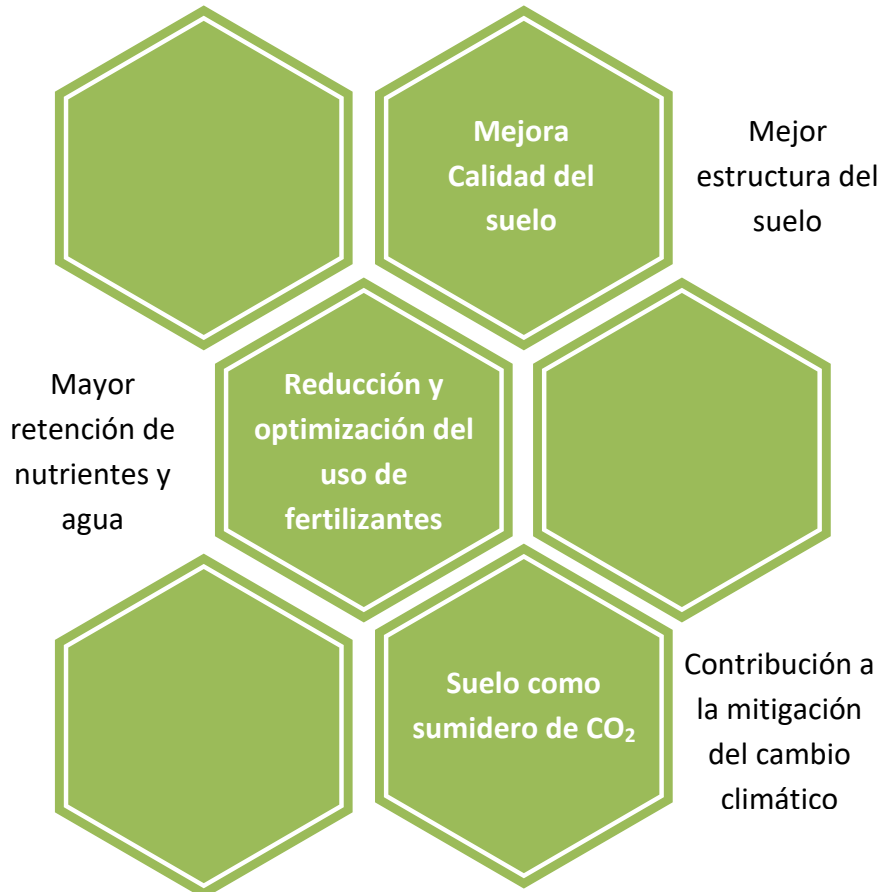 Mejora
Calidad del
suelo
Mejor
estructura del
suelo
Mayor
retención de
nutrientes y
agua
Reducción y
optimización del
uso de
fertilizantes
Suelo como
sumidero de CO₂
Contribución a
la mitigación
del cambio
climático